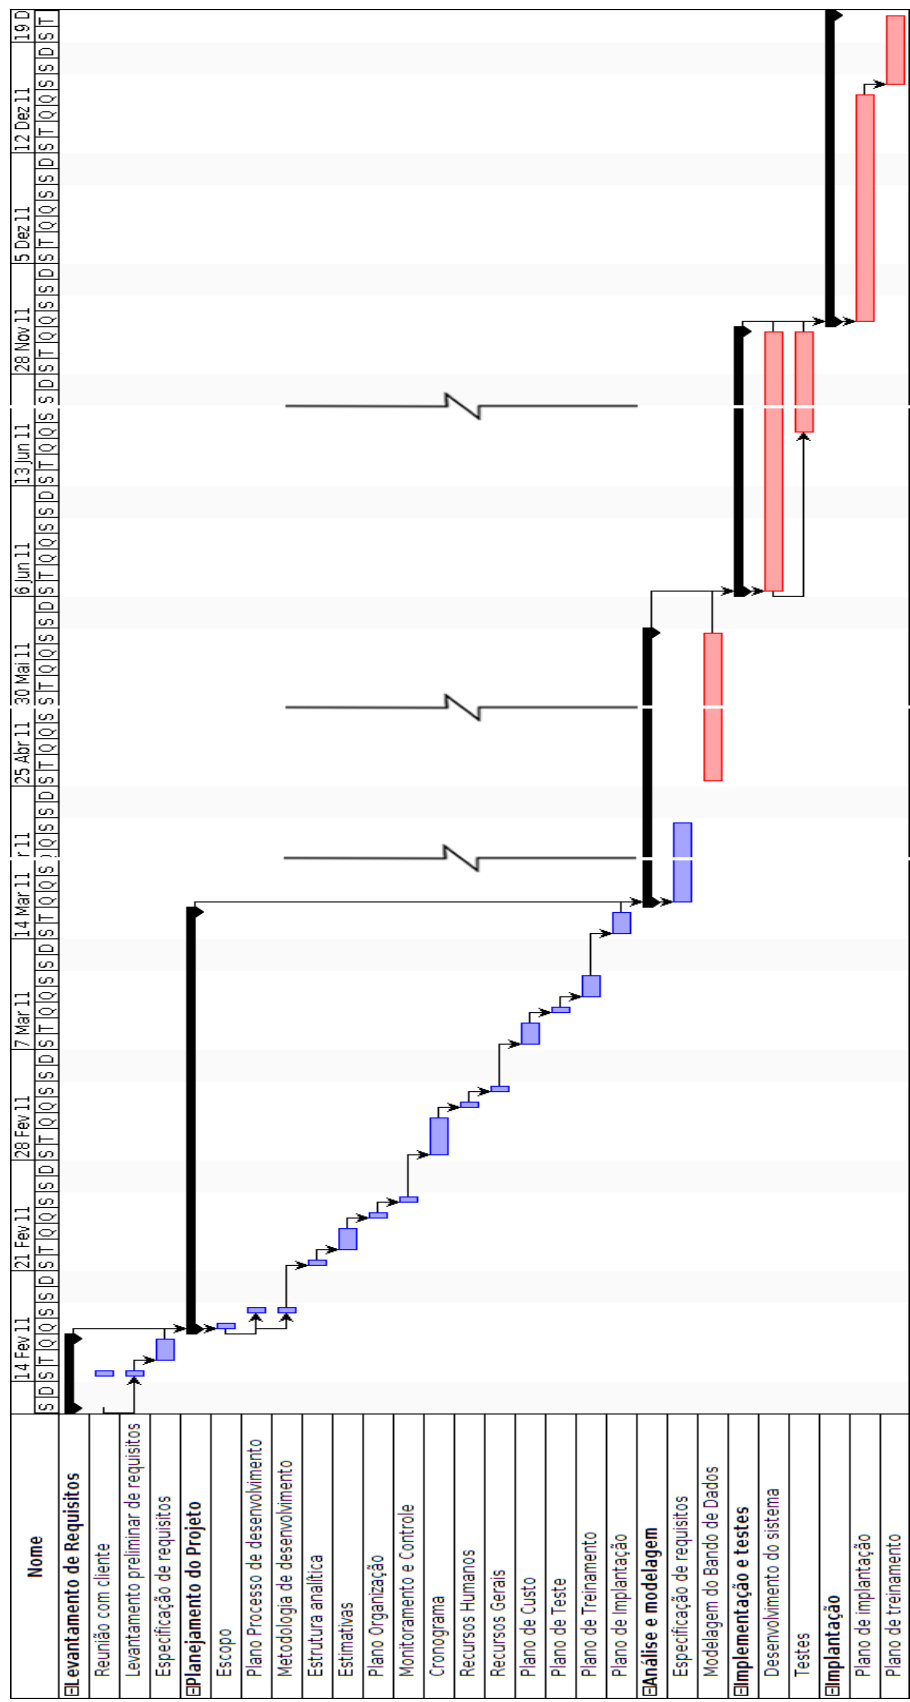 Nome
14 Fev 11 21 Fev 11 28 Fev 11 7 Mar 11 14 Mar 11 r 11 25 Abr 11 30 Mai 11 6 Jun 11 13 Jun 11 28 Nov 11 5 Dez 11 12 Dez 11 19 D
S D S T Q Q S S D S T Q Q S S D S T Q Q S S D S T Q Q S S D S T Q Q S Q S S D S T Q Q S S T Q Q S S D S T Q Q S S D S T Q Q S S D S T Q Q S S D S T Q Q S S D S T Q Q S S D S T
Levantamento de Requisitos
Reunião com cliente
Levantamento preliminar de requisitos
Especificação de requisitos
Planejamento do Projeto
Escopo
Plano Processo de desenvolvimento
Metodologia de desenvolvimento
Estrutura analítica
Estimativas
Plano Organização
Monitoramento e Controle
Cronograma
Recursos Humanos
Recursos Gerais
Plano de Custo
Plano de Teste
Plano de Treinamento
Plano de Implantação
Análise e modelagem
Especificação de requisitos
Modelagem do Bando de Dados
Implementação e testes
Desenvolvimento do sistema
Testes
Implantação
Plano de implantação
Plano de treinamento